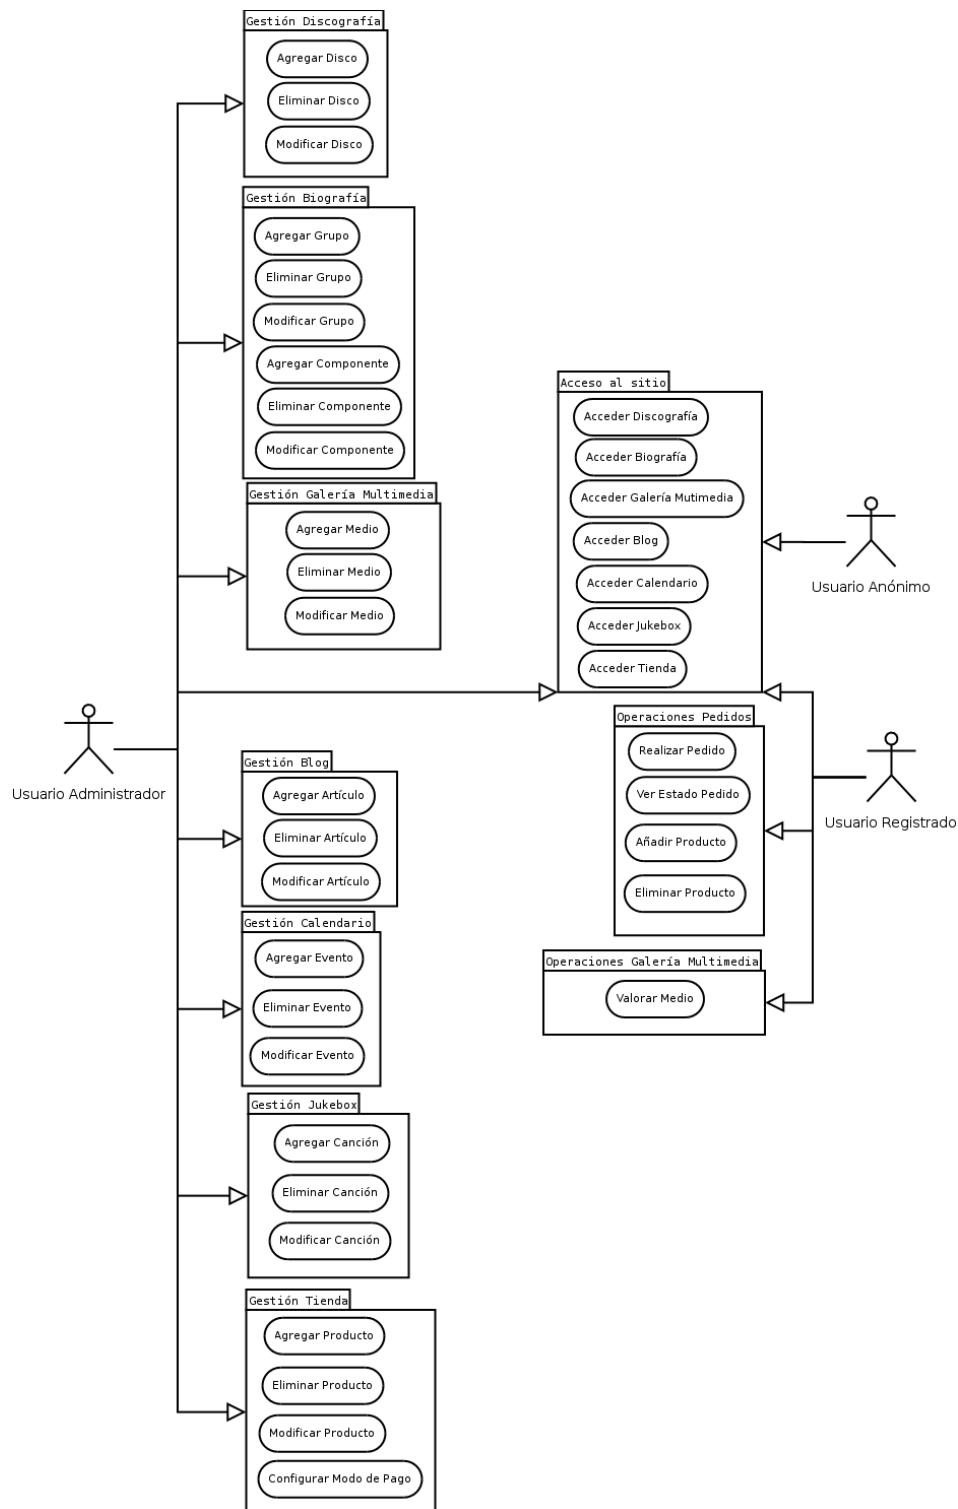 Gestión Discografía
Agregar Disco
Eliminar Disco
Modificar Disco
Gestión Biografía
Agregar Grupo
Eliminar Grupo
Modificar Grupo
Agregar Componente
Eliminar Componente
Modificar Componente
Gestión Galería Multimedia
Agregar Medio
Eliminar Medio
Modificar Medio
Acceso al sitio
Acceder Discografía
Acceder Biografía
Acceder Galería Mutimedia
Acceder Blog
Acceder Calendario
Acceder Jukebox
Acceder Tienda
Usuario Anónimo
Usuario Administrador
Operaciones Pedidos
Realizar Pedido
Ver Estado Pedido
Añadir Producto
Eliminar Producto
Usuario Registrado
Operaciones Galería Multimedia
Valorar Medio
Gestión Blog
Agregar Artículo
Eliminar Artículo
Modificar Artículo
Gestión Calendario
Agregar Evento
Eliminar Evento
Modificar Evento
Gestión Jukebox
Agregar Canción
Eliminar Canción
Modificar Canción
Gestión Tienda
Agregar Producto
Eliminar Producto
Modificar Producto
Configurar Modo de Pago